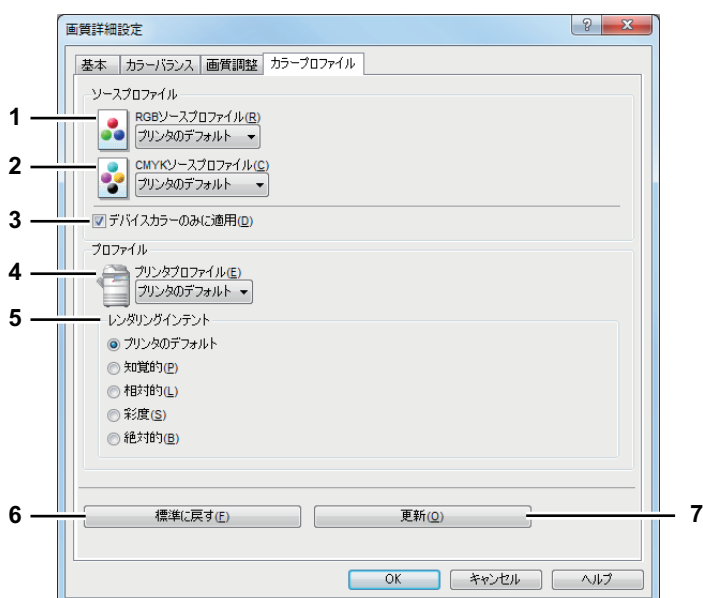 画質詳細設定
基本 カラーバランス 画質調整 カラープロファイル
ソースプロファイル
1 RGBソースプロファイル(R)
プリンタのデフォルト
2 CMYKソースプロファイル(C)
プリンタのデフォルト
3 デバイスカラーのみに適用(D)
プロファイル
4 プリンタプロファイル(E)
プリンタのデフォルト
5 レンダリングインテント
プリンタのデフォルト
知覚的(P)
相対的(L)
彩度(S)
絶対的(B)
6 標準に戻す(F) 更新(O) 7
OK キャンセル ヘルプ